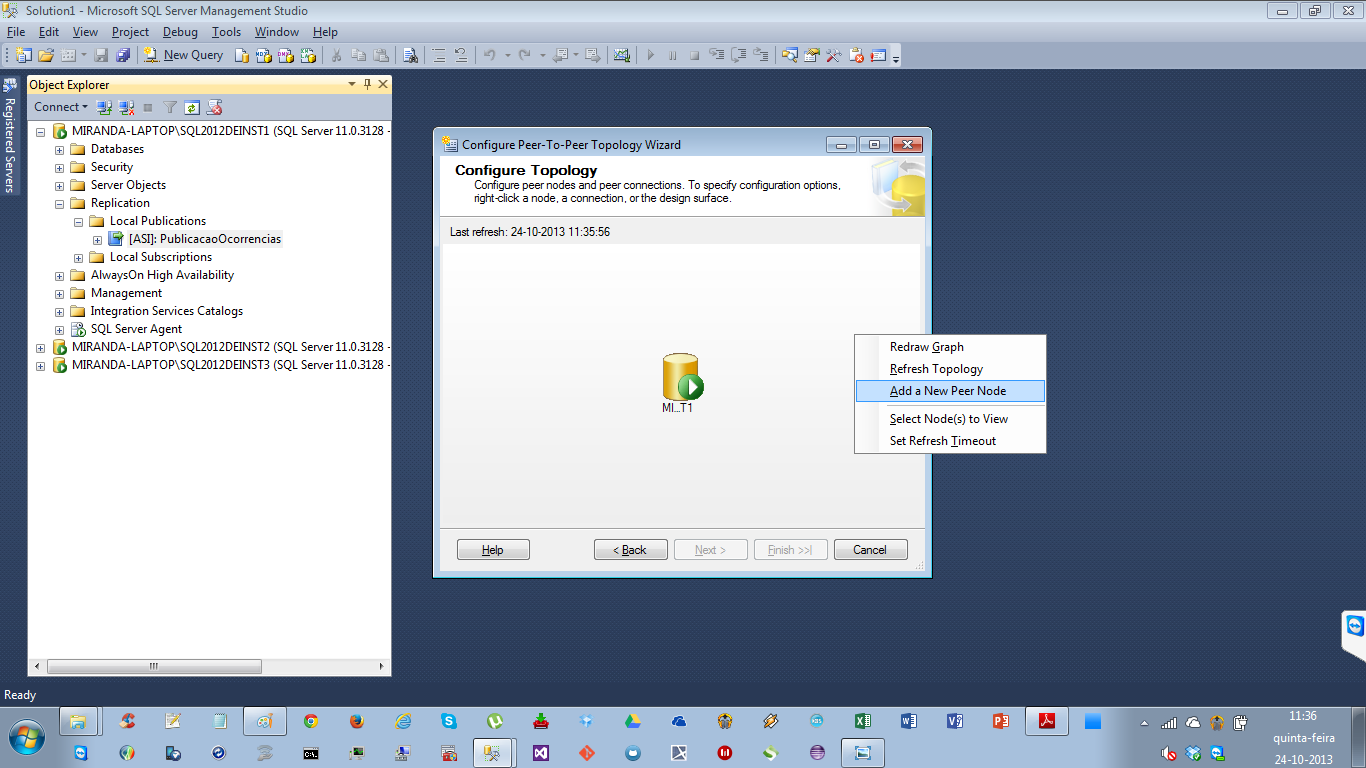 Solution1 - Microsoft SQL Server Management Studio
File Edit View Project Debug Tools Window Help
New Query
Registered Servers
Object Explorer
Connect
MIRANDA-LAPTOP\SQL2012DEINST1 (SQL Server 11.0.3128 -
Databases
Security
Server Objects
Replication
Local Publications
[ASI]: PublicacaoOcorrencias
Local Subscriptions
AlwaysOn High Availability
Management
Integration Services Catalogs
SQL Server Agent
MIRANDA-LAPTOP\SQL2012DEINST2 (SQL Server 11.0.3128 -
MIRANDA-LAPTOP\SQL2012DEINST3 (SQL Server 11.0.3128 -
Configure Peer-To-Peer Topology Wizard
Configure Topology
Configure peer nodes and peer connections. To specify configuration options,
right-click a node, a connection, or the design surface.
Last refresh: 24-10-2013 11:35:56
MI...T1
Redraw Graph
Refresh Topology
Add a New Peer Node
Select Node(s) to View
Set Refresh Timeout
Help < Back Next > Finish >>| Cancel
Ready
11:36
quinta-feira
24-10-2013